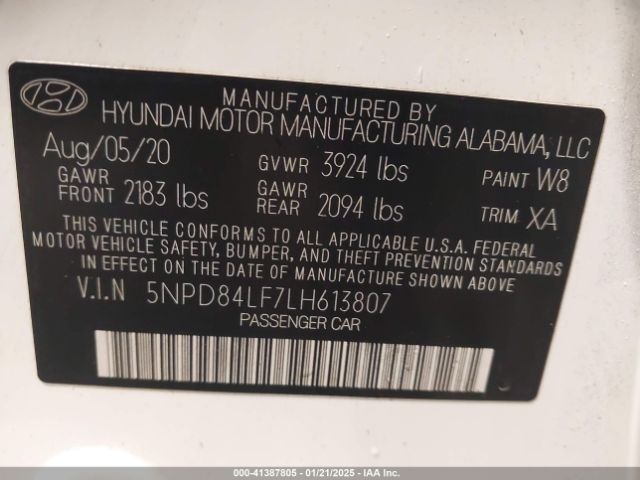 MANUFACTURED BY
HYUNDAI MOTOR MANUFACTURING ALABAMA, LLC
Aug/05/20 GVWR 3924 lbs PAINT W8
GAWR FRONT 2183 lbs GAWR REAR 2094 lbs TRIM XA
THIS VEHICLE CONFORMS TO ALL APPLICABLE U.S.A. FEDERAL
MOTOR VEHICLE SAFETY, BUMPER, AND THEFT PREVENTION STANDARDS
IN EFFECT ON THE DATE OF MANUFACTURE SHOWN ABOVE
V.I.N 5NPD84LF7LH613807
PASSENGER CAR
© 00-41387805 - 01/21/2025 - IAA Inc.